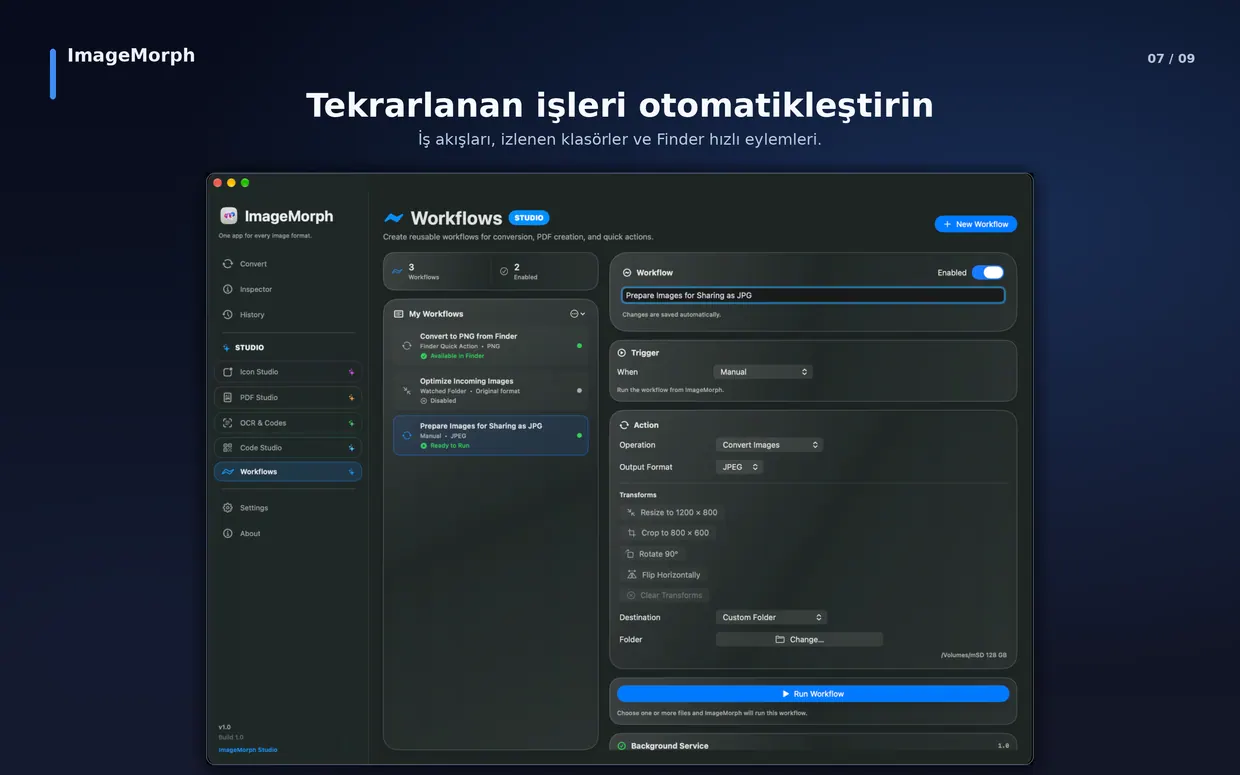 ImageMorph
07 / 09
Tekrarlanan işleri otomatikleştirin
İş akışları, izlenen klasörler ve Finder hızlı eylemleri.
ImageMorph
One app for every image format.
Convert
Inspector
History
STUDIO
Icon Studio
PDF Studio
OCR & Codes
Code Studio
Workflows
Settings
About
v1.0
Build 1.0
ImageMorph Studio
Workflows STUDIO
Create reusable workflows for conversion, PDF creation, and quick actions.
+ New Workflow
3
Workflows
2
Enabled
My Workflows
Convert to PNG from Finder
Finder Quick Action • PNG
Available in Finder
Optimize Incoming Images
Watched Folder • Original format
Disabled
Prepare Images for Sharing as JPG
Manual • JPEG
Ready to Run
Workflow Enabled
Prepare Images for Sharing as JPG
Changes are saved automatically.
Trigger
When Manual
Run the workflow from ImageMorph.
Action
Operation Convert Images
Output Format JPEG
Transforms
Resize to 1200 × 800
Crop to 800 × 600
Rotate 90°
Flip Horizontally
Clear Transforms
Destination Custom Folder
Folder Change...
/Volumes/mSD 128 GB
Run Workflow
Choose one or more files and ImageMorph will run this workflow.
Background Service 1.0